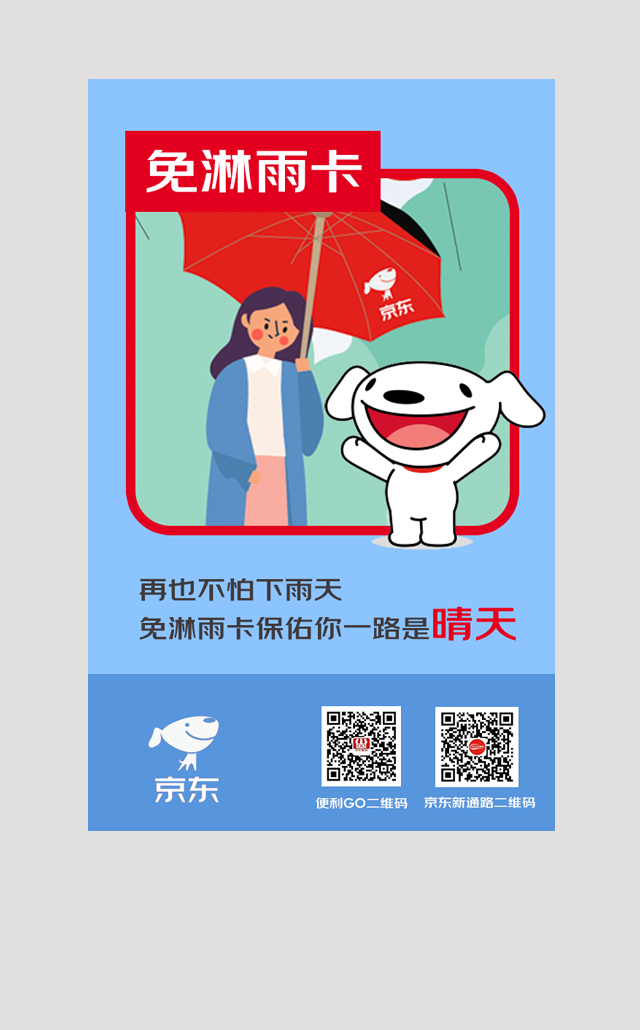 免淋雨卡
京东
再也不怕下雨天
免淋雨卡保佑你一路是晴天
京东
便利GO二维码
京东新通路二维码